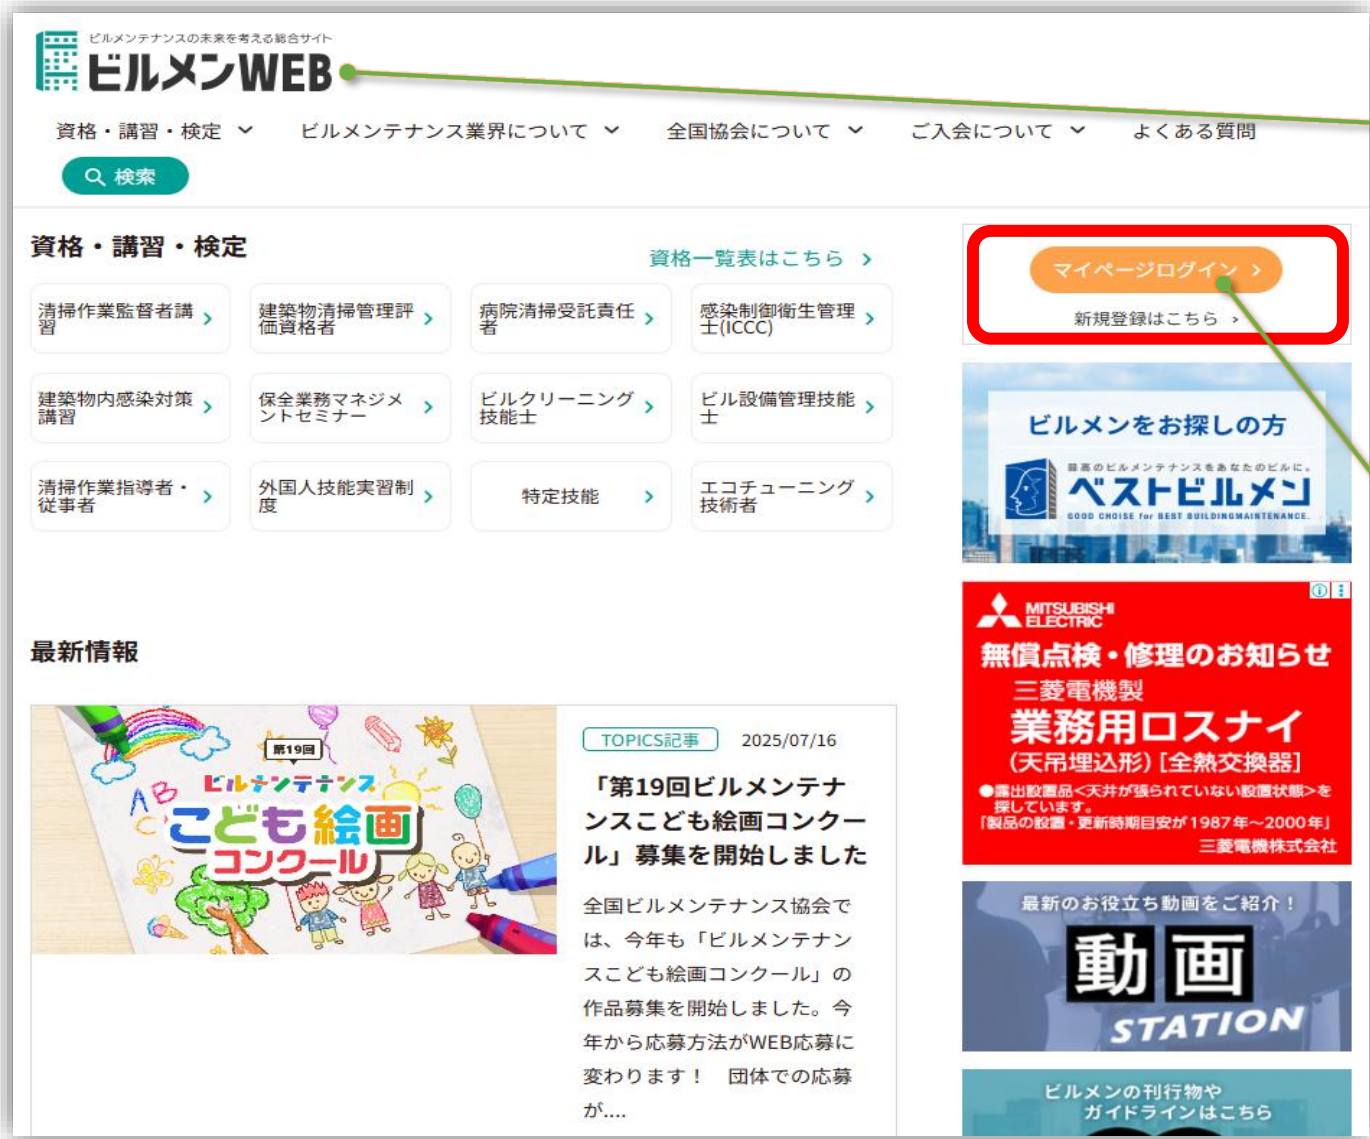 ビルメンテナンスの未来を考える総合サイト
ビルメンWEB
資格・講習・検定
ビルメンテナンス業界について
全国協会について
ご入会について
よくある質問
検索
資格・講習・検定
資格一覧表はこちら
清掃作業監督者講
習
建築物清掃管理評
価資格者
病院清掃受託責任
者
感染制御衛生管理
士(ICCC)
建築物内感染対策
講習
保全業務マネジメ
ントセミナー
ビルクリーニング
技能士
ビル設備管理技能
士
清掃作業指導者・
従事者
外国人技能実習制
度
特定技能
エコチューニング
技術者
マイページログイン
新規登録はこちら
ビルメンをお探しの方
最高のビルメンテナンスをあなたのビルに。
ベストビルメン
GOOD CHOISE for BEST BUILDINGMAINTENANCE.
MITSUBISHI
ELECTRIC
無償点検・修理のお知らせ
三菱電機製
業務用ロスナイ
(天吊埋込形)[全熱交換器]
●露出設置品<天井が張られていない設置状態>を
探しています。
「製品の設置・更新時期目安が1987年~2000年」
三菱電機株式会社
最新のお役立ち動画をご紹介!
動画
STATION
ビルメンの刊行物や
ガイドラインはこちら
最新情報
第19回
ビルメンテナンス
こども絵画
コンクール
ABC
TOPICS記事
2025/07/16
「第19回ビルメンテナ
ンスこども絵画コンクー
ル」募集を開始しました
全国ビルメンテナンス協会で
は、今年も「ビルメンテナン
スこども絵画コンクール」の
作品募集を開始しました。今
年から応募方法がWEB応募に
変わります! 団体での応募
が....